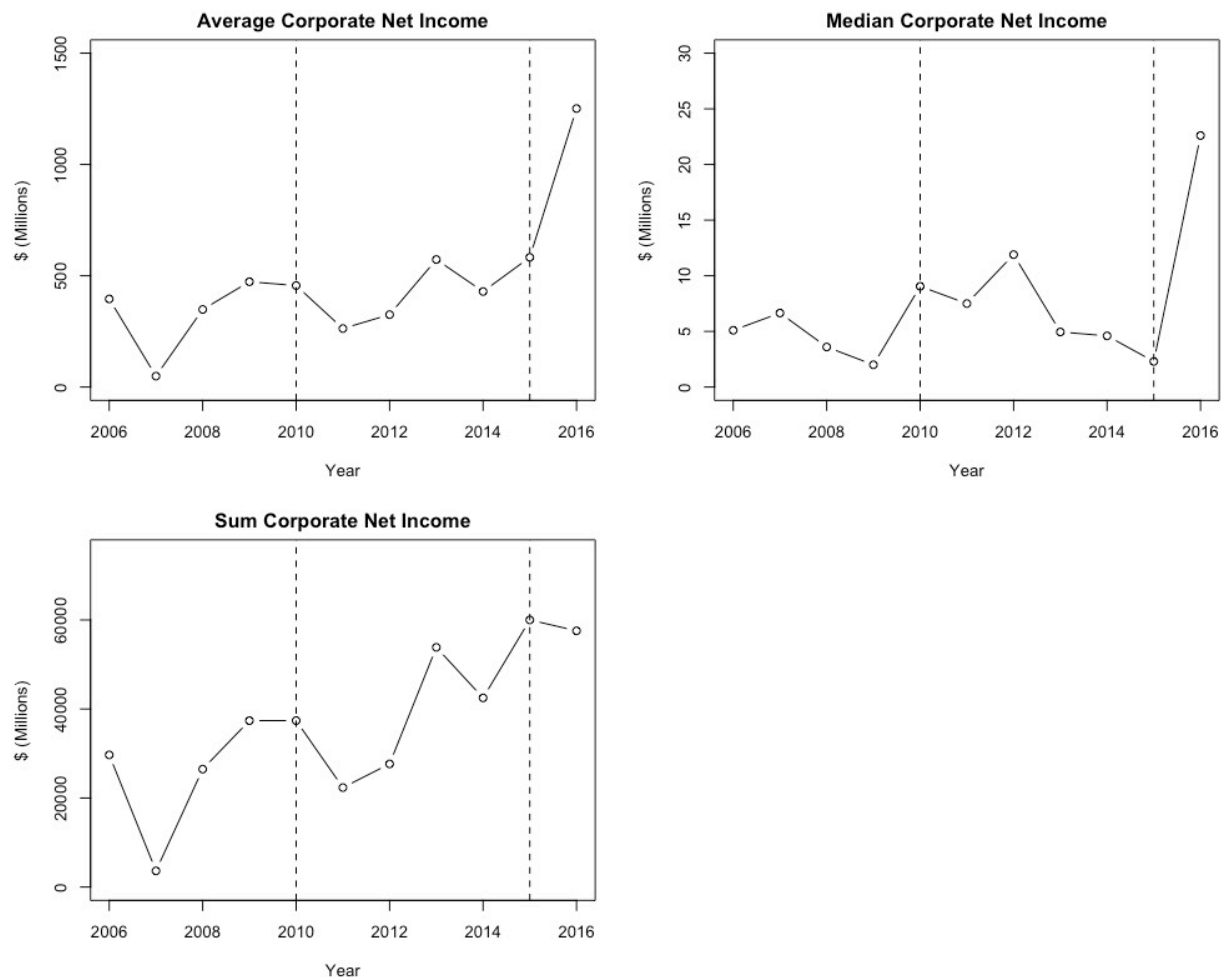 Average Corporate Net Income
1500
1000
500
0
$ (Millions)
2006 2008 2010 2012 2014 2016
Year
Median Corporate Net Income
30
25
20
15
10
5
0
$ (Millions)
2006 2008 2010 2012 2014 2016
Year
Sum Corporate Net Income
60000
40000
20000
0
$ (Millions)
2006 2008 2010 2012 2014 2016
Year